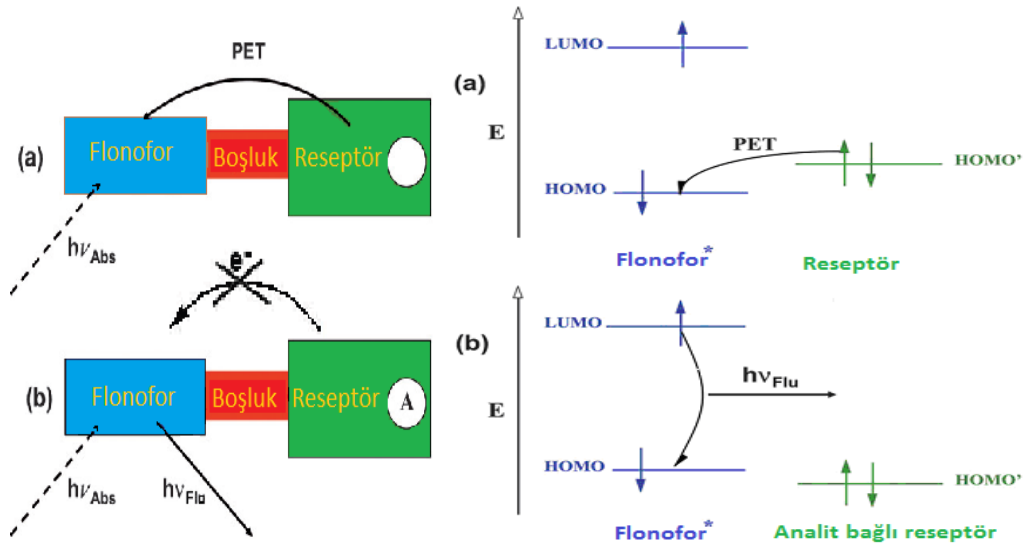 PET
(a)
Flonofor
Boşluk
Reseptör
hνAbs
e⁻
(b)
Flonofor
Boşluk
Reseptör
A
hνAbs
hνFlu
(a)
E
LUMO
PET
HOMO
HOMO'
Flonofor*
Reseptör
(b)
E
LUMO
hνFlu
HOMO
HOMO'
Flonofor*
Analit bağlı reseptör